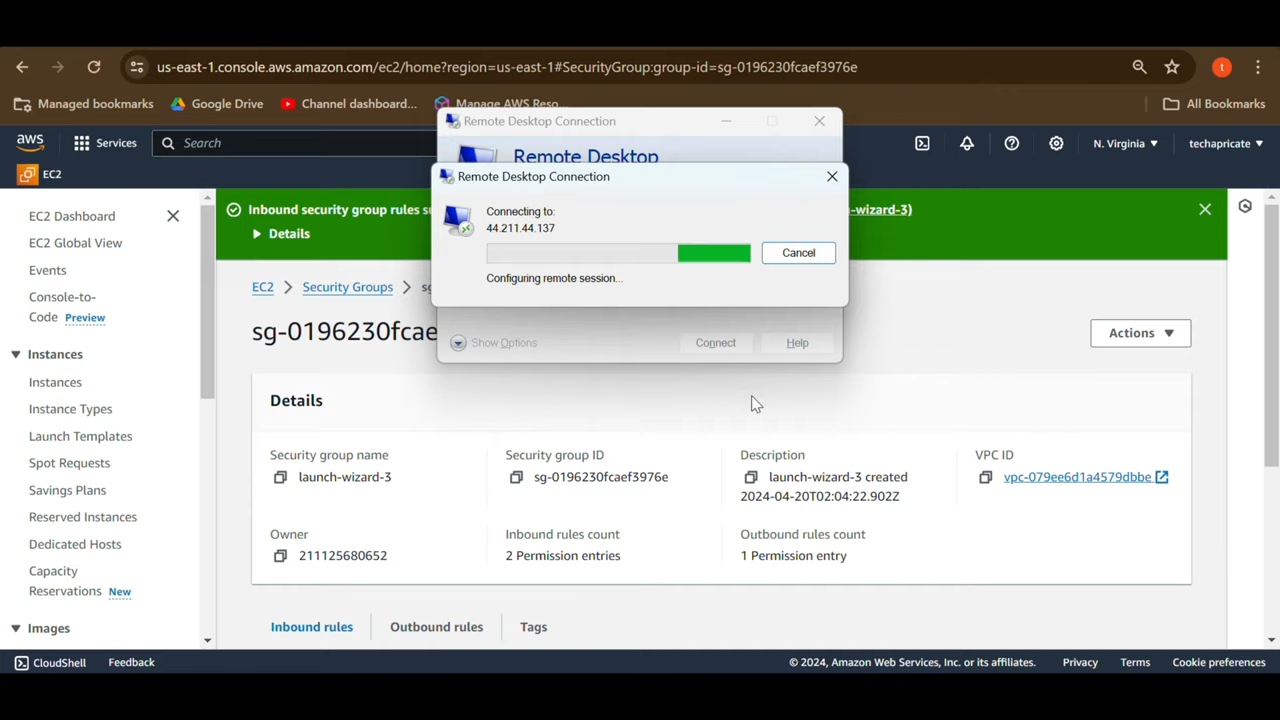 us-east-1.console.aws.amazon.com/ec2/home?region=us-east-1#SecurityGroup:group-id=sg-0196230fcaef3976e
t
Managed bookmarks
Google Drive
Channel dashboard...
Manage AWS Reso...
All Bookmarks
aws
Services
Search
N. Virginia
techapricate
EC2
Remote Desktop Connection
Remote Desktop
Remote Desktop Connection
Connecting to:
44.211.44.137
Cancel
Configuring remote session...
Show Options
Connect
Help
EC2 Dashboard
EC2 Global View
Events
Console-to-
Code Preview
Instances
Instances
Instance Types
Launch Templates
Spot Requests
Savings Plans
Reserved Instances
Dedicated Hosts
Capacity
Reservations New
Images
Inbound security group rules
-wizard-3)
Details
EC2
Security Groups
sg-0196230fcae
Actions
Details
Security group name
launch-wizard-3
Security group ID
sg-0196230fcaef3976e
Description
launch-wizard-3 created
2024-04-20T02:04:22.902Z
VPC ID
vpc-079ee6d1a4579dbbe
Owner
211125680652
Inbound rules count
2 Permission entries
Outbound rules count
1 Permission entry
Inbound rules
Outbound rules
Tags
CloudShell
Feedback
© 2024, Amazon Web Services, Inc. or its affiliates.
Privacy
Terms
Cookie preferences